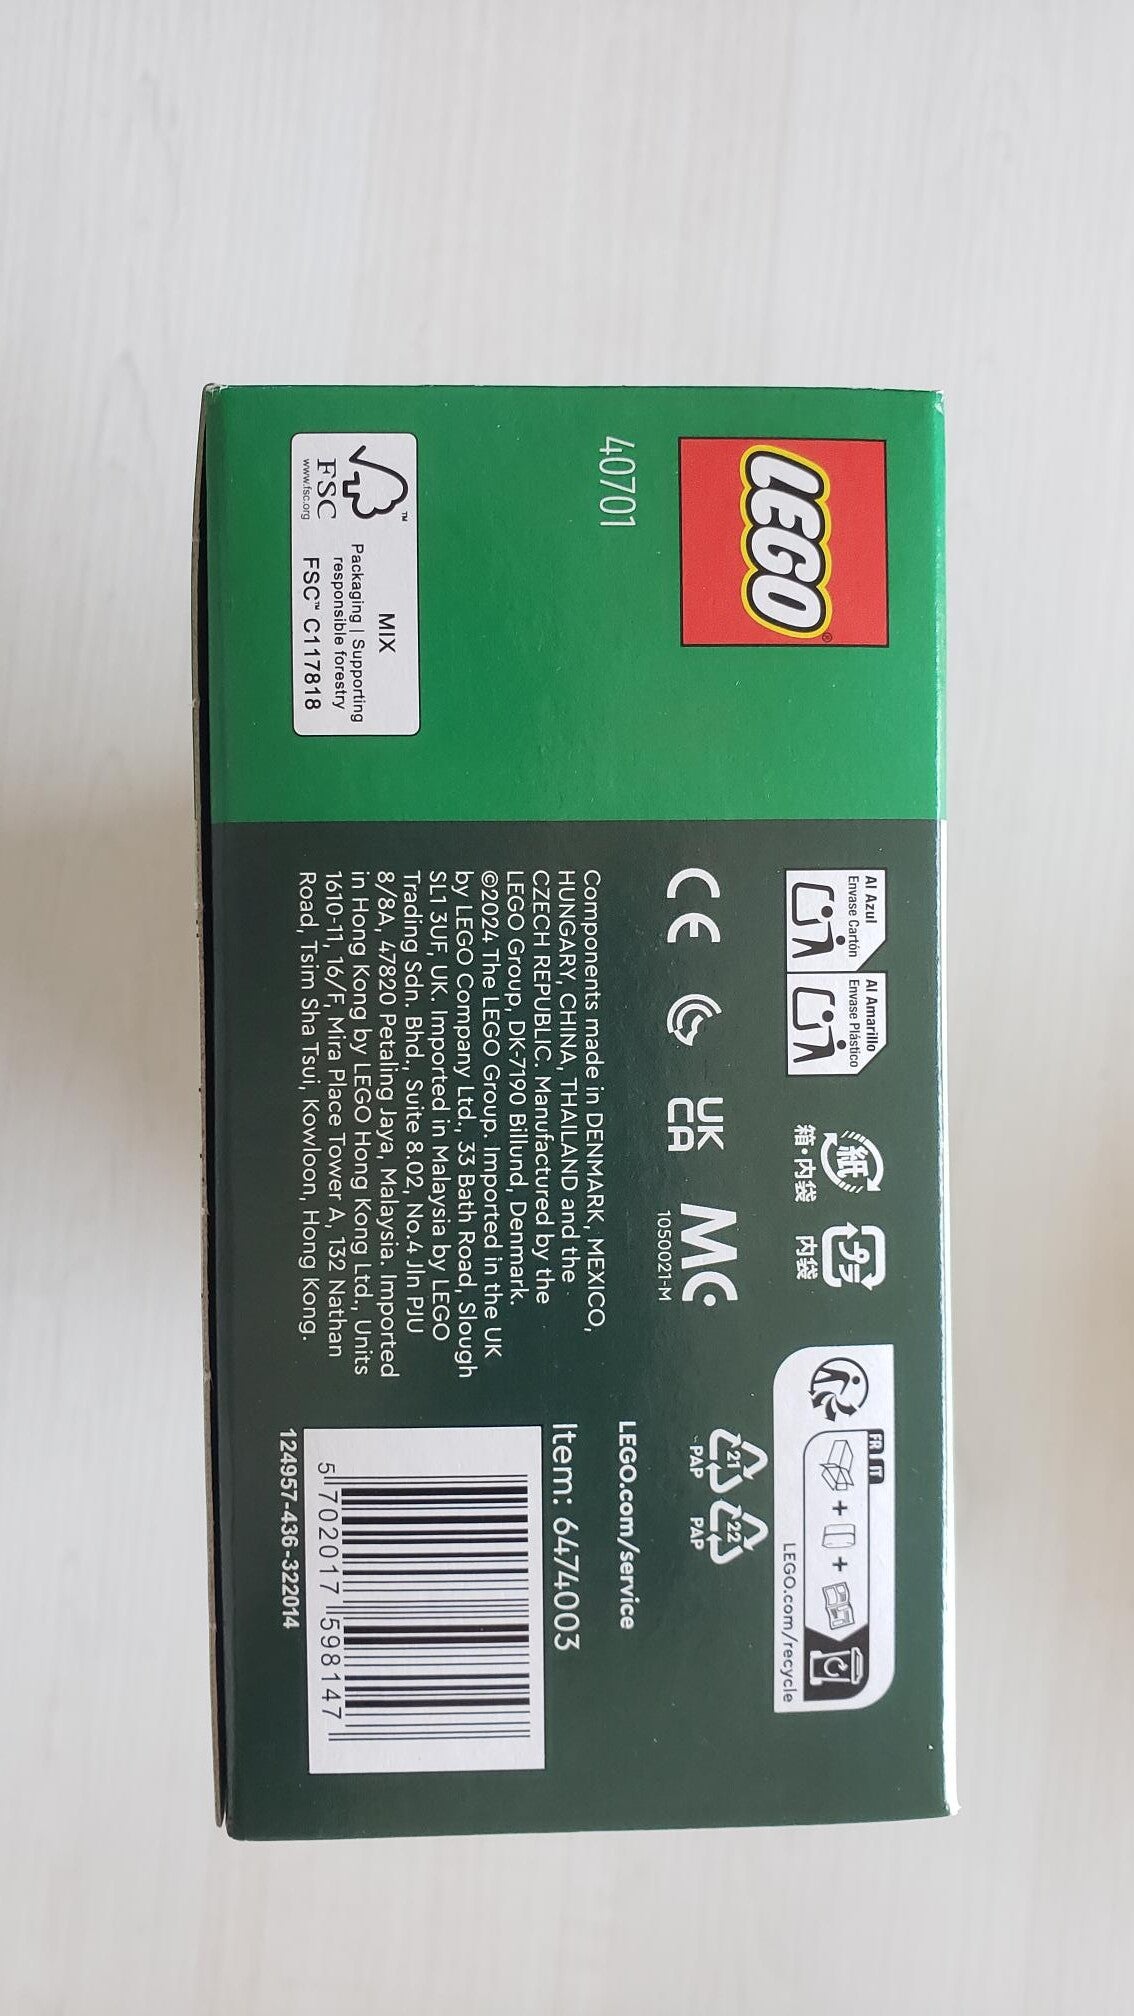 LEGO®
40701
FSC™
www.fsc.org
MIX
Packaging | Supporting
responsible forestry
FSC™ C117818
Al Azul
Envase Cartón
Al Amarillo
Envase Plástico
紙
箱・内袋
プラ
内袋
FR IT
+ +
LEGO.com/recycle
CE
UK
CA
MC
1050021-M
21
PAP
22
PAP
Components made in DENMARK, MEXICO,
HUNGARY, CHINA, THAILAND and the
CZECH REPUBLIC. Manufactured by the
LEGO Group, DK-7190 Billund, Denmark.
©2024 The LEGO Group. Imported in the UK
by LEGO Company Ltd., 33 Bath Road, Slough
SL1 3UF, UK. Imported in Malaysia by LEGO
Trading Sdn. Bhd., Suite 8.02, No.4 Jln PJU
8/8A, 47820 Petaling Jaya, Malaysia. Imported
in Hong Kong by LEGO Hong Kong Ltd., Units
1610-11, 16/F, Mira Place Tower A, 132 Nathan
Road, Tsim Sha Tsui, Kowloon, Hong Kong.
LEGO.com/service
Item: 6474003
5 702017 598147
124957-436-322014